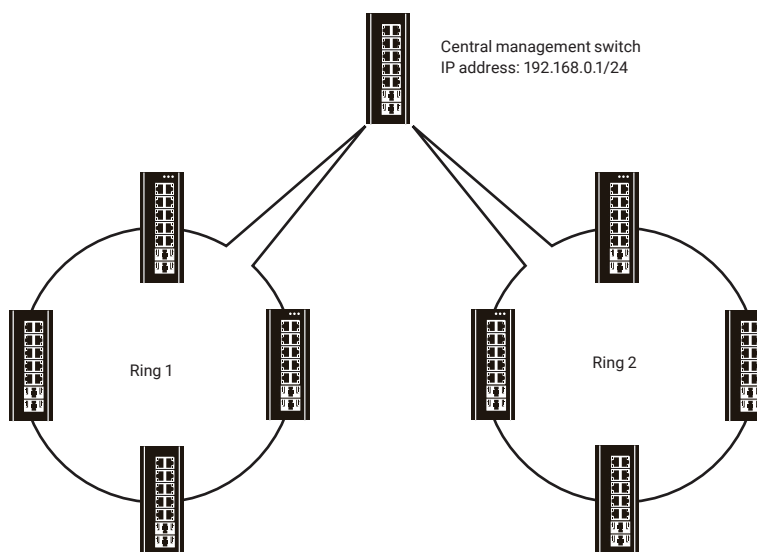 Central management switch
IP address: 192.168.0.1/24
Ring 1
Ring 2